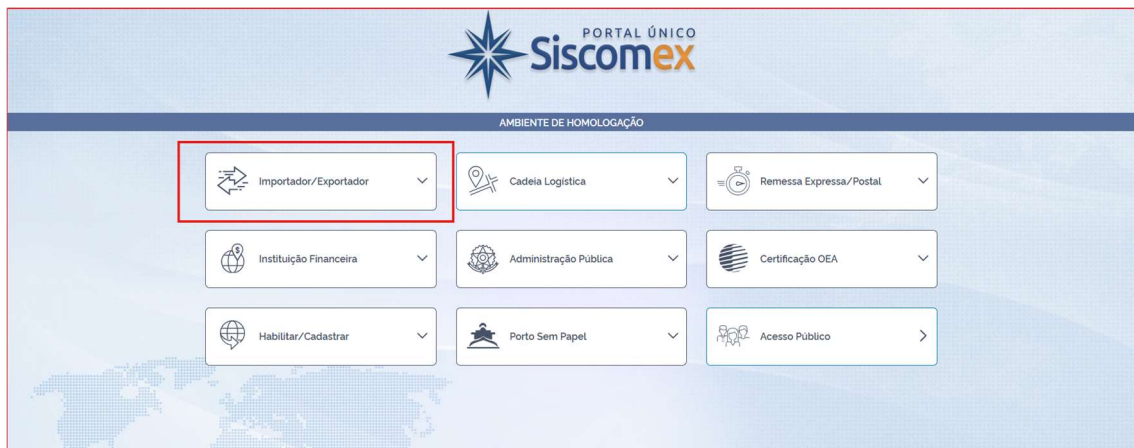 PORTAL ÚNICO
Siscomex
AMBIENTE DE HOMOLOGAÇÃO
Importador/Exportador
Cadeia Logística
Remessa Expressa/Postal
Instituição Financeira
Administração Pública
Certificação OEA
Habilitar/Cadastrar
Porto Sem Papel
Acesso Público